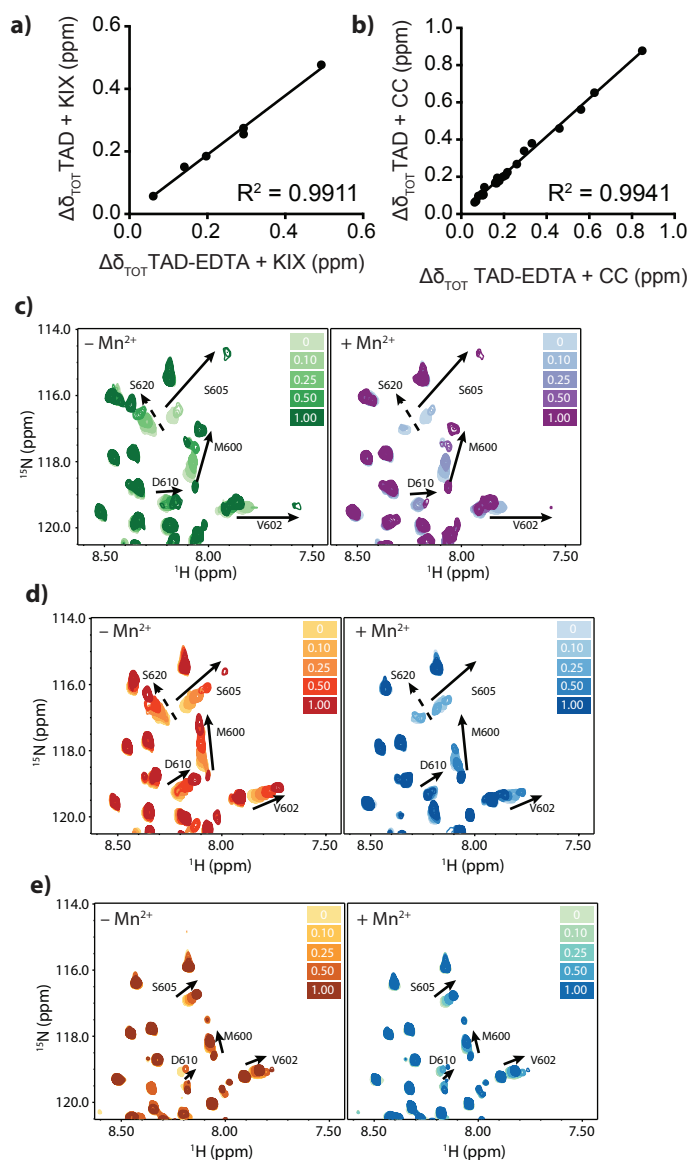 a)
b)
0.6
0.4
0.2
0.0
0.0
0.2
0.4
0.6
ΔδTOT TAD + KIX (ppm)
R² = 0.9911
ΔδTOT TAD-EDTA + KIX (ppm)
1.0
0.8
0.6
0.4
0.2
0.0
0.0
0.2
0.4
0.6
0.8
1.0
ΔδTOT TAD + CC (ppm)
R² = 0.9941
ΔδTOT TAD-EDTA + CC (ppm)
c)
114.0
116.0
118.0
120.0
¹⁵N (ppm)
– Mn²⁺
0
0.10
0.25
0.50
1.00
S620
S605
M600
D610
V602
8.50
8.00
7.50
¹H (ppm)
+ Mn²⁺
0
0.10
0.25
0.50
1.00
S620
S605
M600
D610
V602
8.50
8.00
7.50
¹H (ppm)
d)
114.0
116.0
118.0
120.0
¹⁵N (ppm)
– Mn²⁺
0
0.10
0.25
0.50
1.00
S620
S605
M600
D610
V602
8.50
8.00
7.50
¹H (ppm)
+ Mn²⁺
0
0.10
0.25
0.50
1.00
S620
S605
M600
D610
V602
8.50
8.00
7.50
¹H (ppm)
e)
114.0
116.0
118.0
120.0
¹⁵N (ppm)
– Mn²⁺
0
0.10
0.25
0.50
1.00
S605
M600
D610
V602
8.50
8.00
7.50
¹H (ppm)
+ Mn²⁺
0
0.10
0.25
0.50
1.00
S605
M600
D610
V602
8.50
8.00
7.50
¹H (ppm)